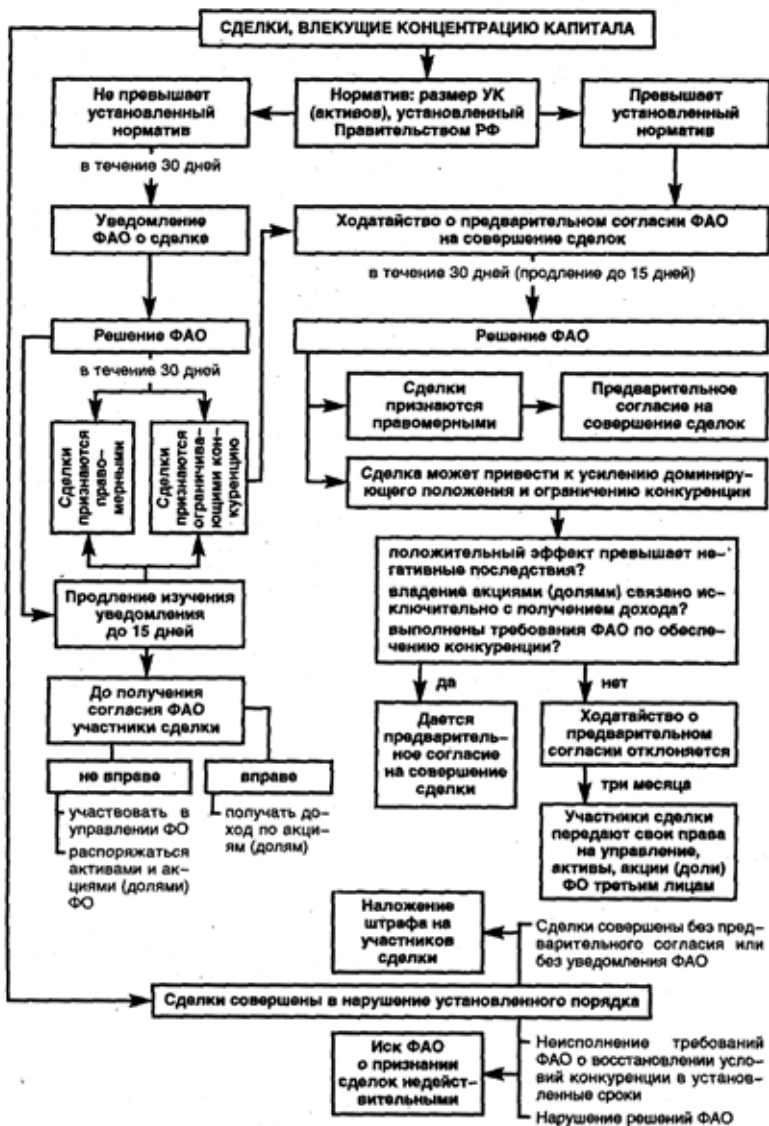 СДЕЛКИ, ВЛЕКУЩИЕ КОНЦЕНТРАЦИЮ КАПИТАЛА
Не превышает
установленный
норматив
Норматив: размер УК
(активов), установленный
Правительством РФ
Превышает
установленный
норматив
в течение 30 дней
Уведомление
ФАО о сделке
Ходатайство о предварительном согласии ФАО
на совершение сделок
в течение 30 дней (продление до 15 дней)
Решение ФАО
в течение 30 дней
Решение ФАО
Сделки
признаются
право-
мерными
Сделки
признаются
ограничива-
ющими кон-
куренцию
Сделки
признаются
правомерными
Предварительное
согласие на
совершение сделок
Сделка может привести к усилению доминиру-
ющего положения и ограничению конкуренции
положительный эффект превышает не-
гативные последствия?
владение акциями (долями) связано ис-
ключительно с получением дохода?
выполнены требования ФАО по обеспе-
чению конкуренции?
Продление изучения
уведомления
до 15 дней
До получения
согласия ФАО
участники сделки
не вправе
вправе
участвовать в
управлении ФО
распоряжаться
активами и ак-
циями (долями)
ФО
получать до-
ход по акци-
ям (долям)
да
нет
Дается
предваритель-
ное согласие
на совершение
сделки
Ходатайство о
предварительном
согласии отклоняется
три месяца
Участники сделки
передают свои права
на управление,
активы, акции (доли)
ФО третьим лицам
Наложение
штрафа на
участников
сделки
Сделки совершены без пред-
варительного согласия или
без уведомления ФАО
Сделки совершены в нарушение установленного порядка
Иск ФАО
о признании
сделок недейст-
вительными
Неисполнение требований
ФАО о восстановлении усло-
вий конкуренции в установ-
ленные сроки
Нарушение решений ФАО